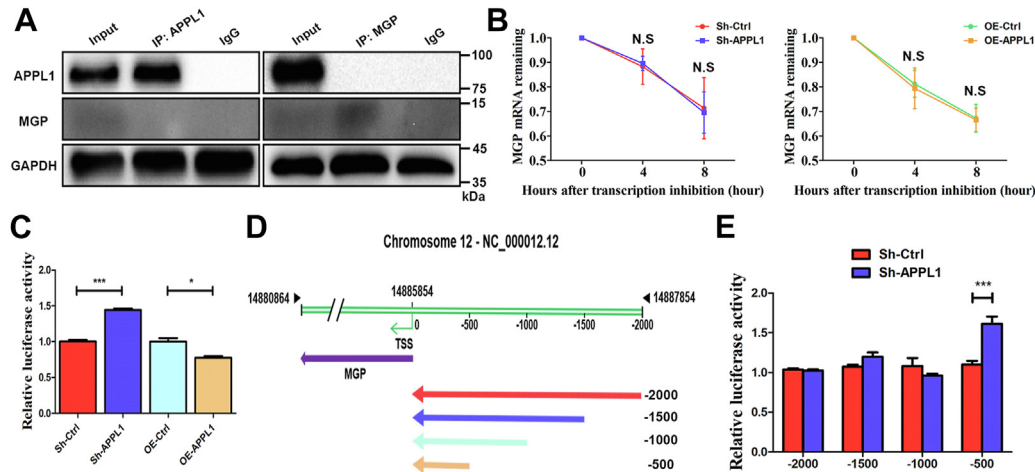 A
Input
IP: APPL1
IgG
Input
IP: MGP
IgG
APPL1
MGP
GAPDH
100
75
15
45
35
kDa
B
MGP mRNA remaining
1.0
0.9
0.8
0.7
0.6
0.5
Sh-Ctrl
Sh-APPL1
N.S
N.S
0
4
8
Hours after transcription inhibition (hour)
MGP mRNA remaining
1.0
0.9
0.8
0.7
0.6
0.5
OE-Ctrl
OE-APPL1
N.S
N.S
0
4
8
Hours after transcription inhibition (hour)
C
Relative luciferase activity
2.0
1.5
1.0
0.5
0.0
***
*
Sh-Ctrl
Sh-APPL1
OE-Ctrl
OE-APPL1
D
Chromosome 12 - NC_000012.12
14880864
14885854
14887854
0
-500
-1000
-1500
-2000
TSS
MGP
-2000
-1500
-1000
-500
E
Sh-Ctrl
Sh-APPL1
Relative luciferase activity
2.0
1.5
1.0
0.5
0.0
***
-2000
-1500
-1000
-500